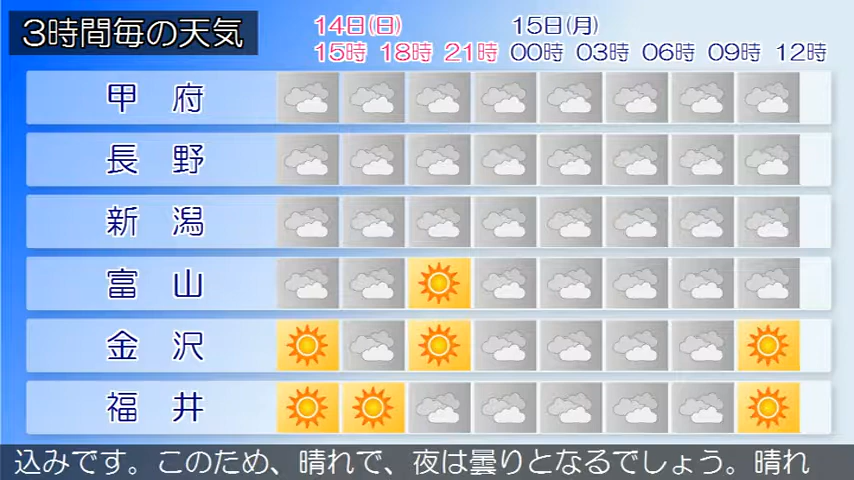 3時間毎の天気
14日(日) 15日(月)
15時 18時 21時 00時 03時 06時 09時 12時
甲府
長野
新潟
富山
金沢
福井
込みです。このため、晴れで、夜は曇りとなるでしょう。晴れ